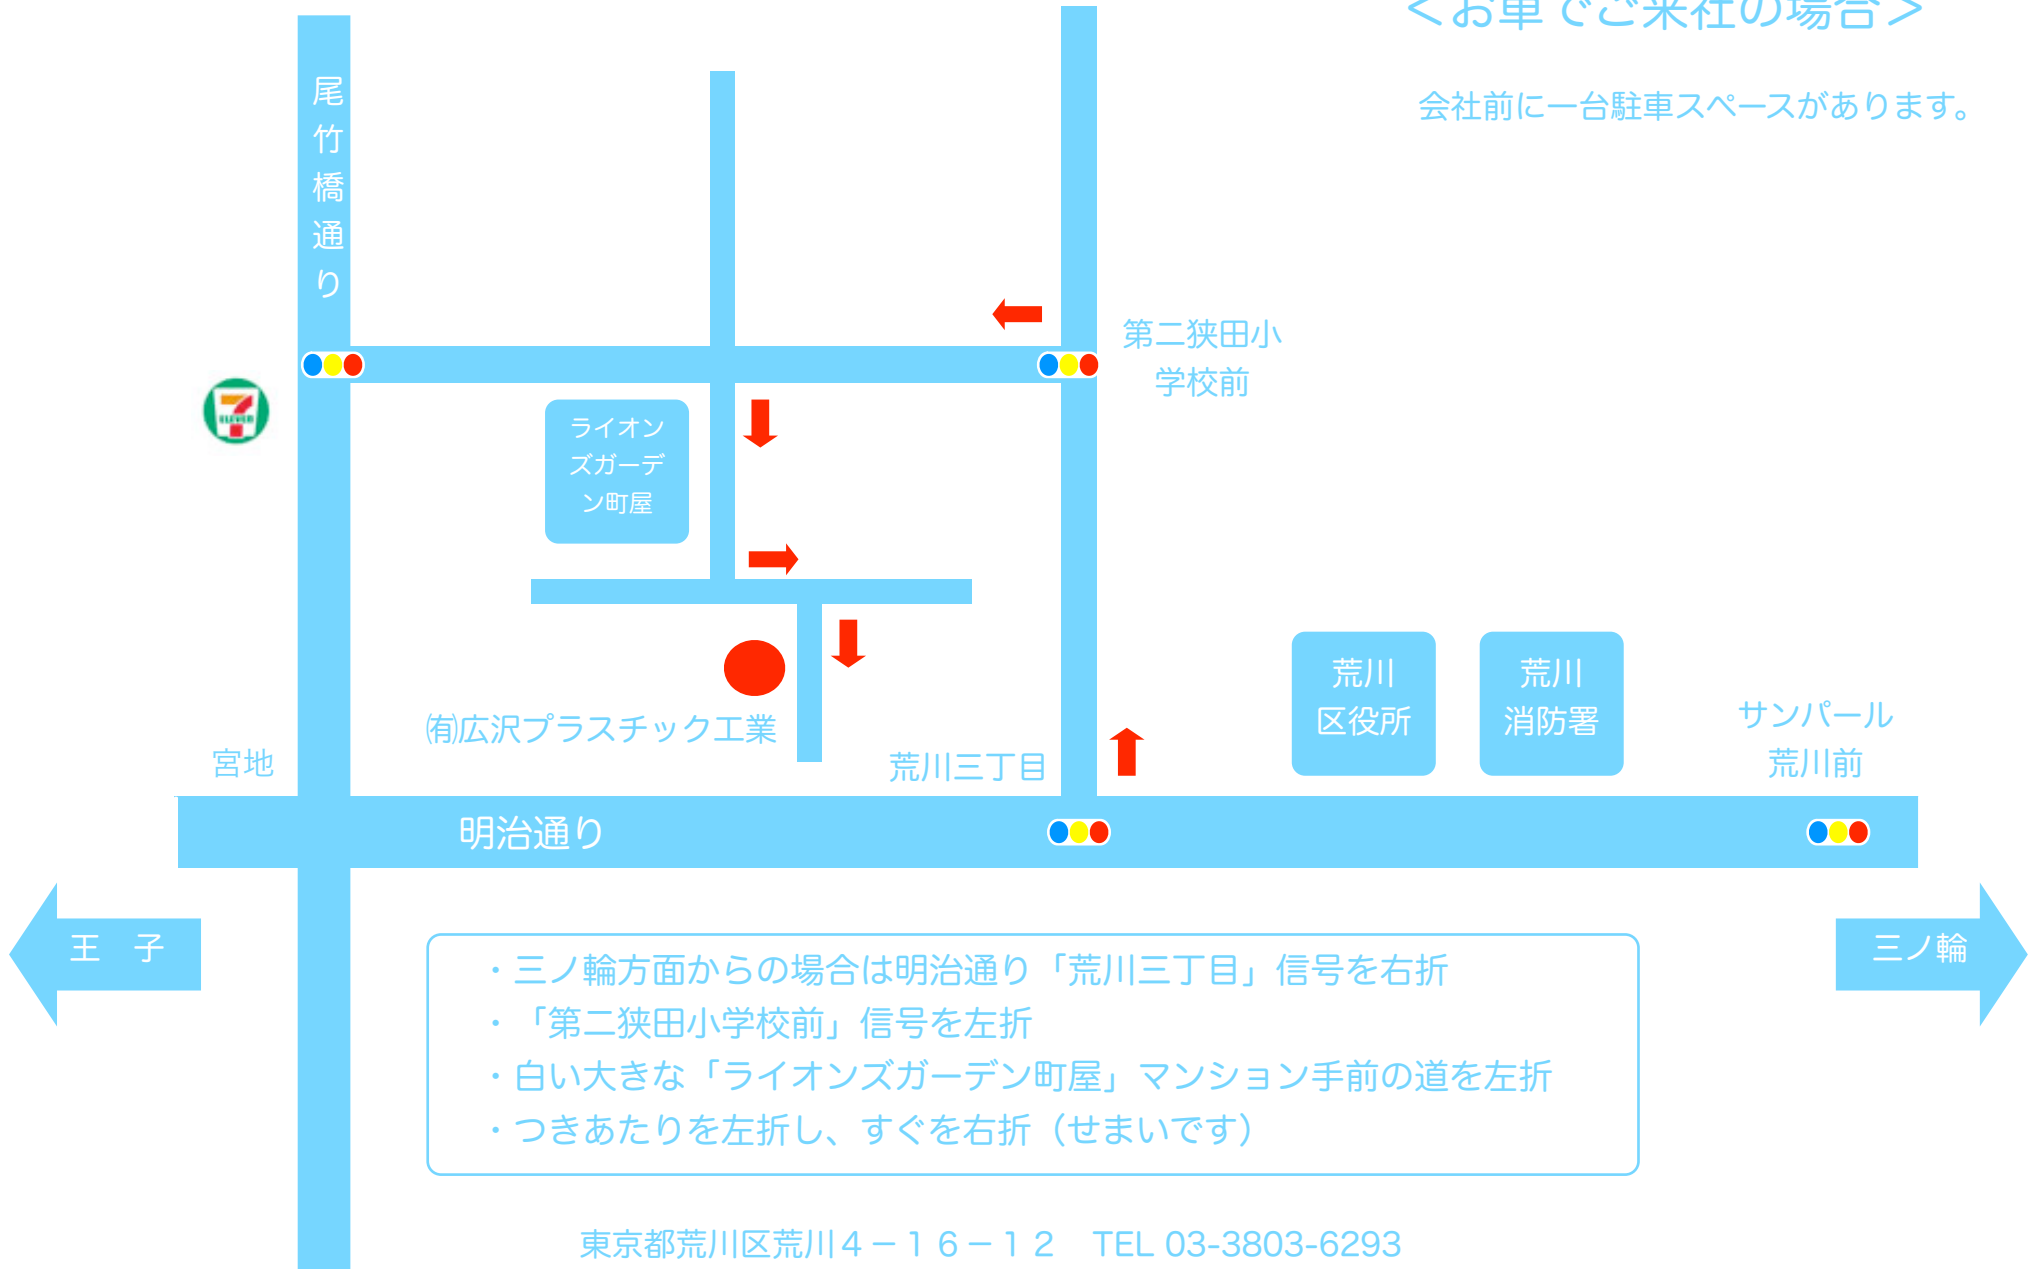 ＜お車でご来社の場合＞
会社前に一台駐車スペースがあります。
尾竹橋通り
第二狭田小
学校前
7
ELEVEN
ライオン
ズガーデ
ン町屋
㈲広沢プラスチック工業
荒川
区役所
荒川
消防署
サンパール
荒川前
宮地
荒川三丁目
明治通り
王　子
三ノ輪
・三ノ輪方面からの場合は明治通り「荒川三丁目」信号を右折
・「第二狭田小学校前」信号を左折
・白い大きな「ライオンズガーデン町屋」マンション手前の道を左折
・つきあたりを左折し、すぐを右折（せまいです）
東京都荒川区荒川４－１６－１２　TEL 03-3803-6293